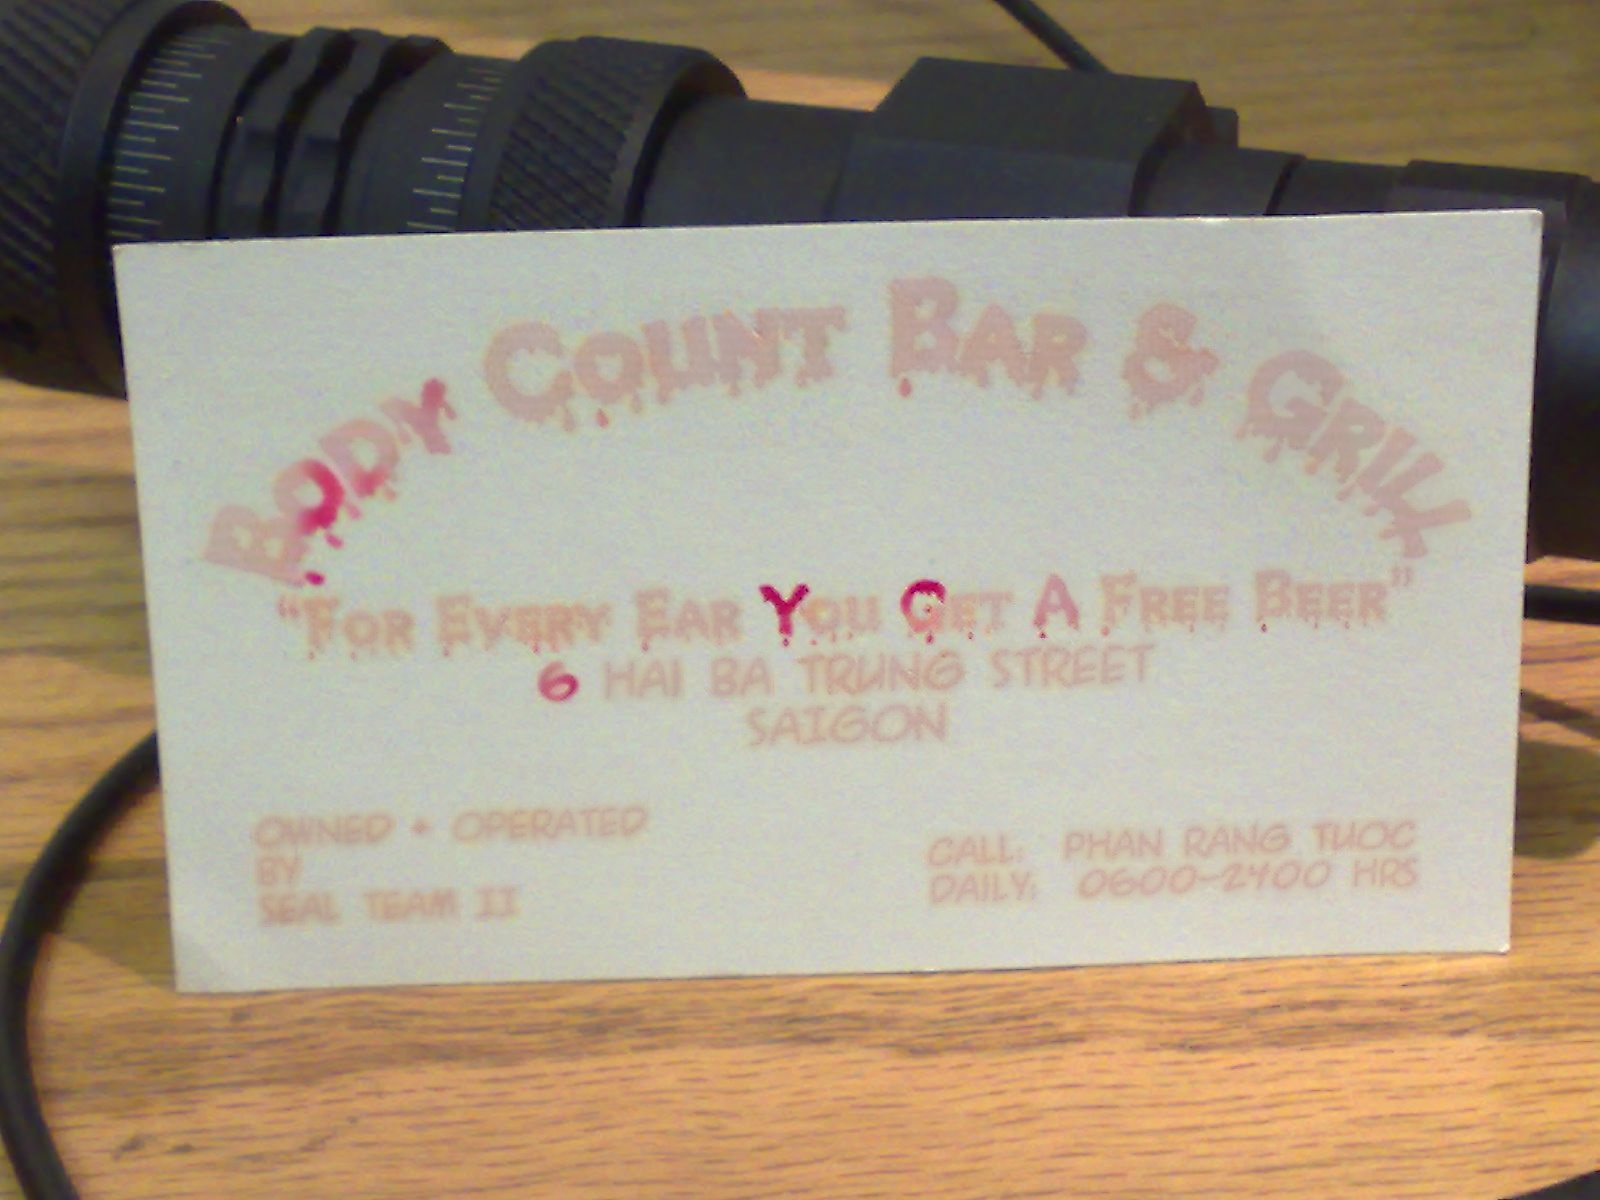 BODY COUNT BAR & GRILL
"FOR EVERY EAR YOU GET A FREE BEER"
6 HAI BA TRUNG STREET
SAIGON
OWNED + OPERATED
BY
SEAL TEAM II
CALL: PHAN RANG TUOC
DAILY: 0600-2400 HRS